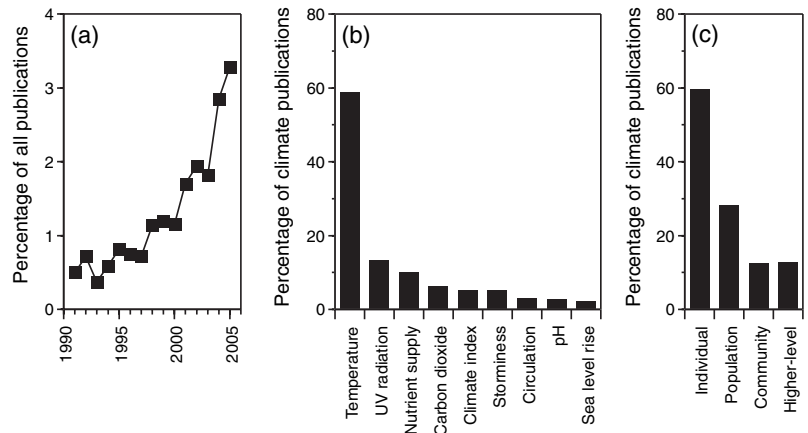 (a)
Percentage of all publications
4
3
2
1
0
1990
1995
2000
2005
(b)
Percentage of climate publications
80
60
40
20
0
Temperature
UV radiation
Nutrient supply
Carbon dioxide
Climate index
Storminess
Circulation
pH
Sea level rise
(c)
Percentage of climate publications
80
60
40
20
0
Individual
Population
Community
Higher-level